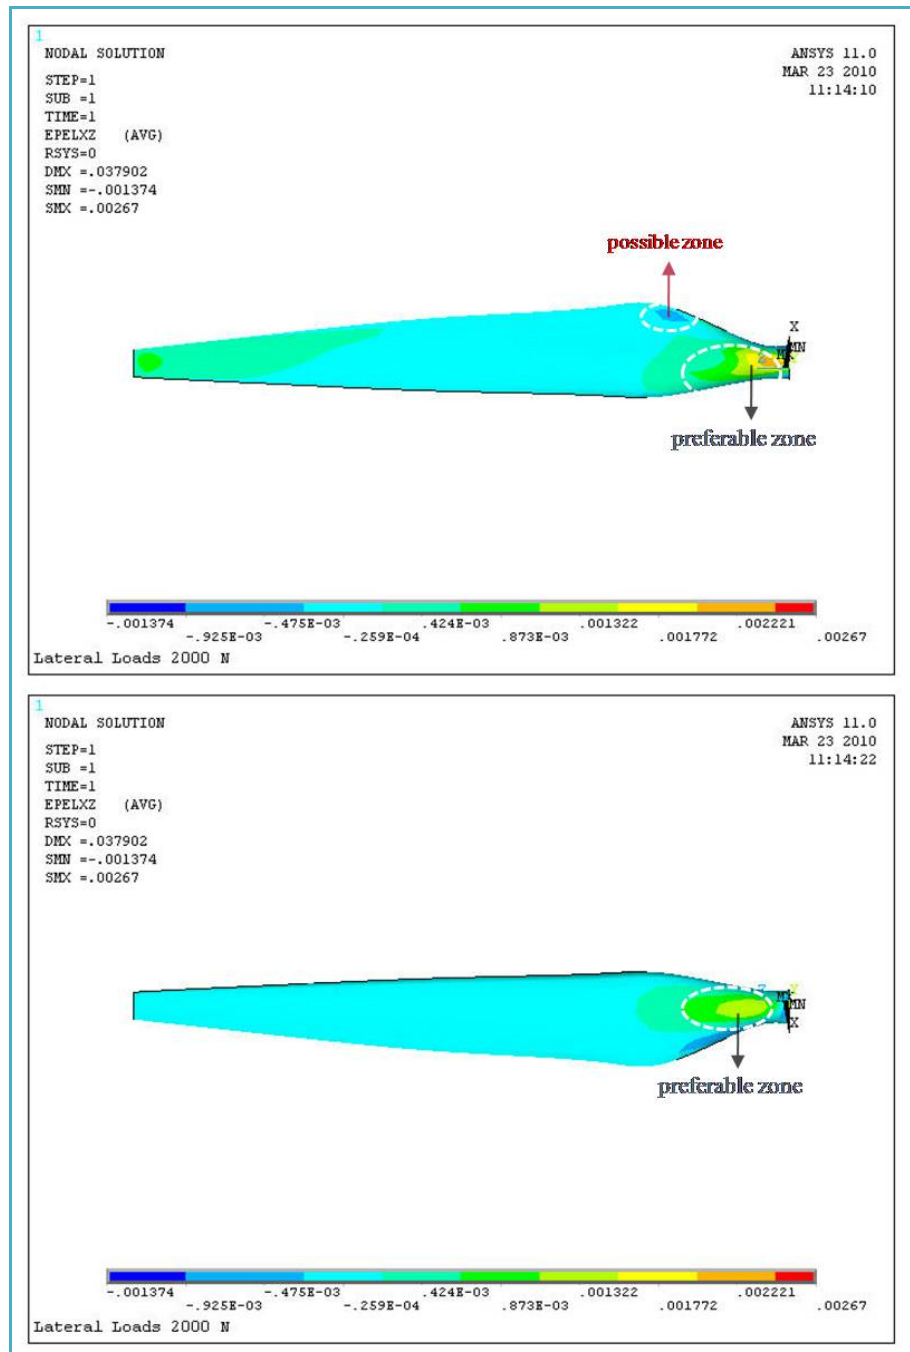 1
NODAL SOLUTION
STEP=1
SUB =1
TIME=1
EPELXZ (AVG)
RSYS=0
DMX =.037902
SMN =-.001374
SMX =.00267
ANSYS 11.0
MAR 23 2010
11:14:10
possible zone
X
MN
Z
preferable zone
-.001374 -.475E-03 .424E-03 .001322 .002221
-.925E-03 -.259E-04 .873E-03 .001772 .00267
Lateral Loads 2000 N
1
NODAL SOLUTION
STEP=1
SUB =1
TIME=1
EPELXZ (AVG)
RSYS=0
DMX =.037902
SMN =-.001374
SMX =.00267
ANSYS 11.0
MAR 23 2010
11:14:22
Z Y
MN
X
preferable zone
-.001374 -.475E-03 .424E-03 .001322 .002221
-.925E-03 -.259E-04 .873E-03 .001772 .00267
Lateral Loads 2000 N